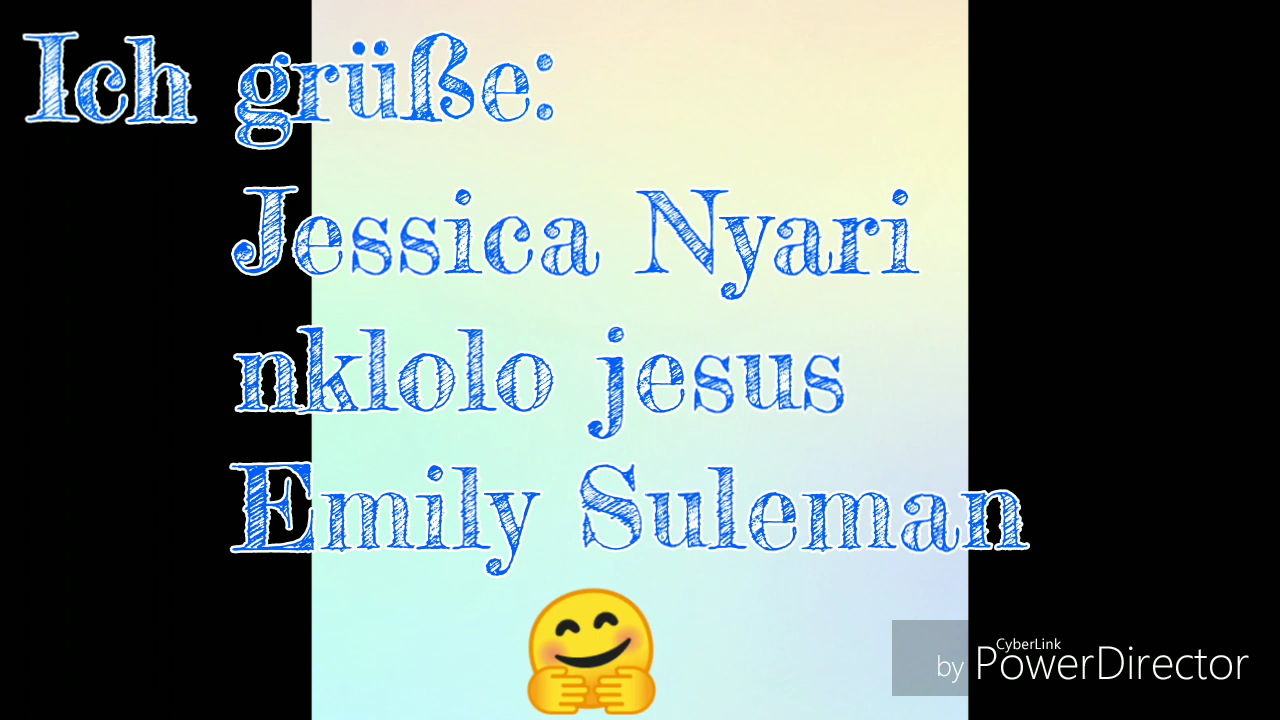 Ich grüße:
Jessica Nyari
nklolo jesus
Emily Suleman
CyberLink
by PowerDirector